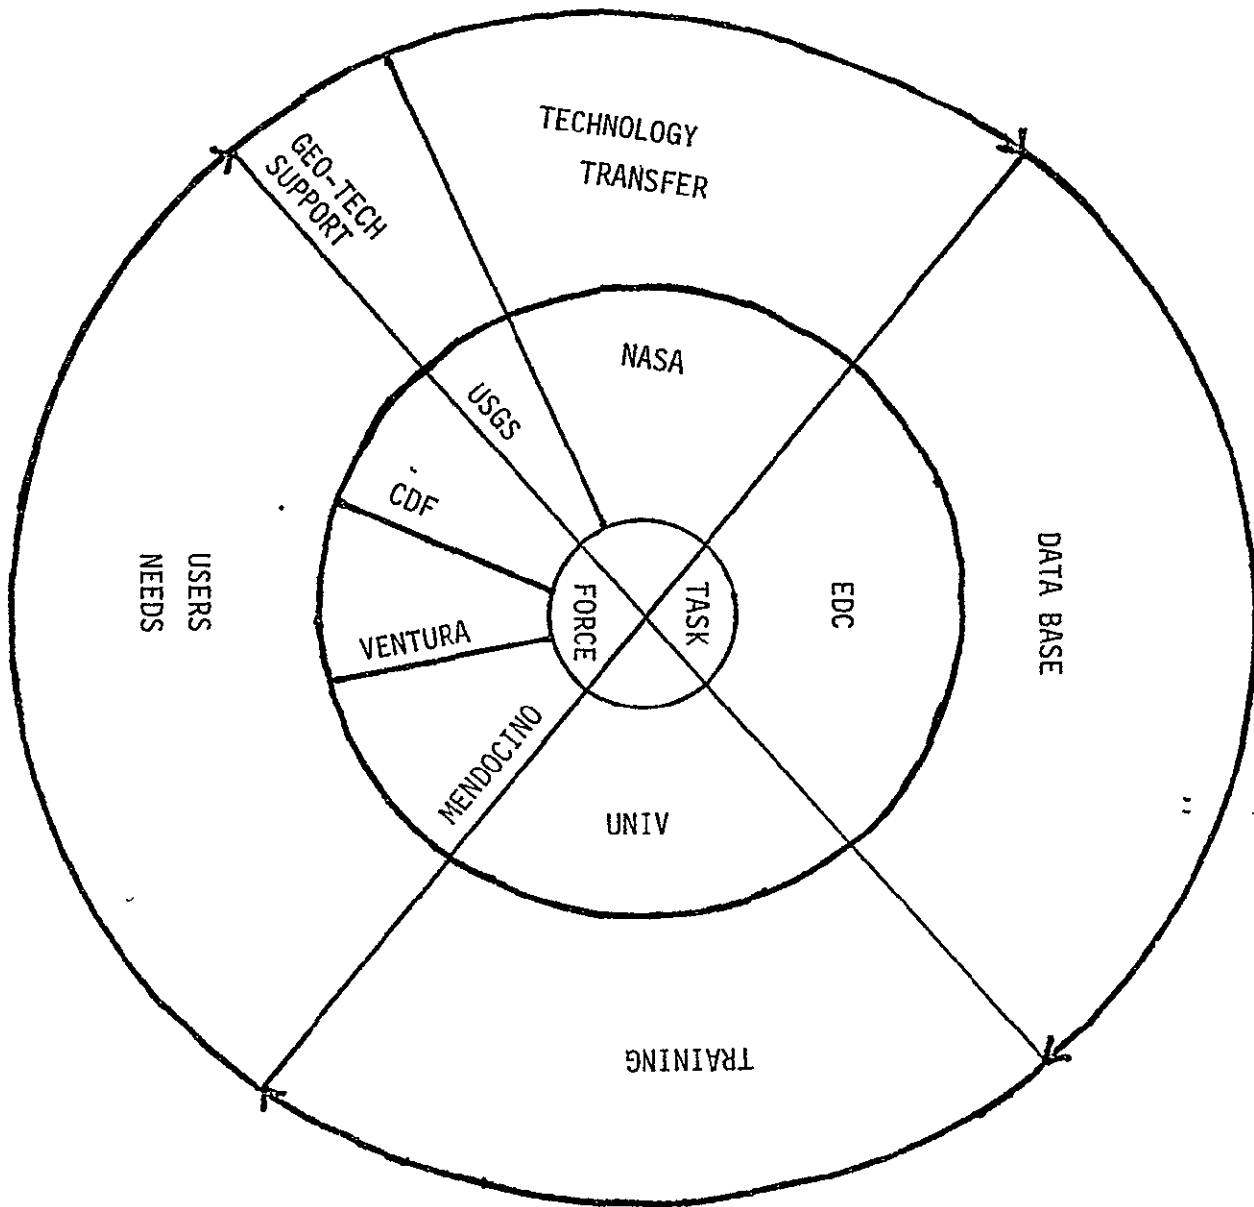 TECHNOLOGY
TRANSFER
GEO-TECH
SUPPORT
NASA
USGS
CDF
VENTURA
MENDOCINO
TASK
FORCE
EDC
UNIV
DATA BASE
USERS
NEEDS
TRAINING